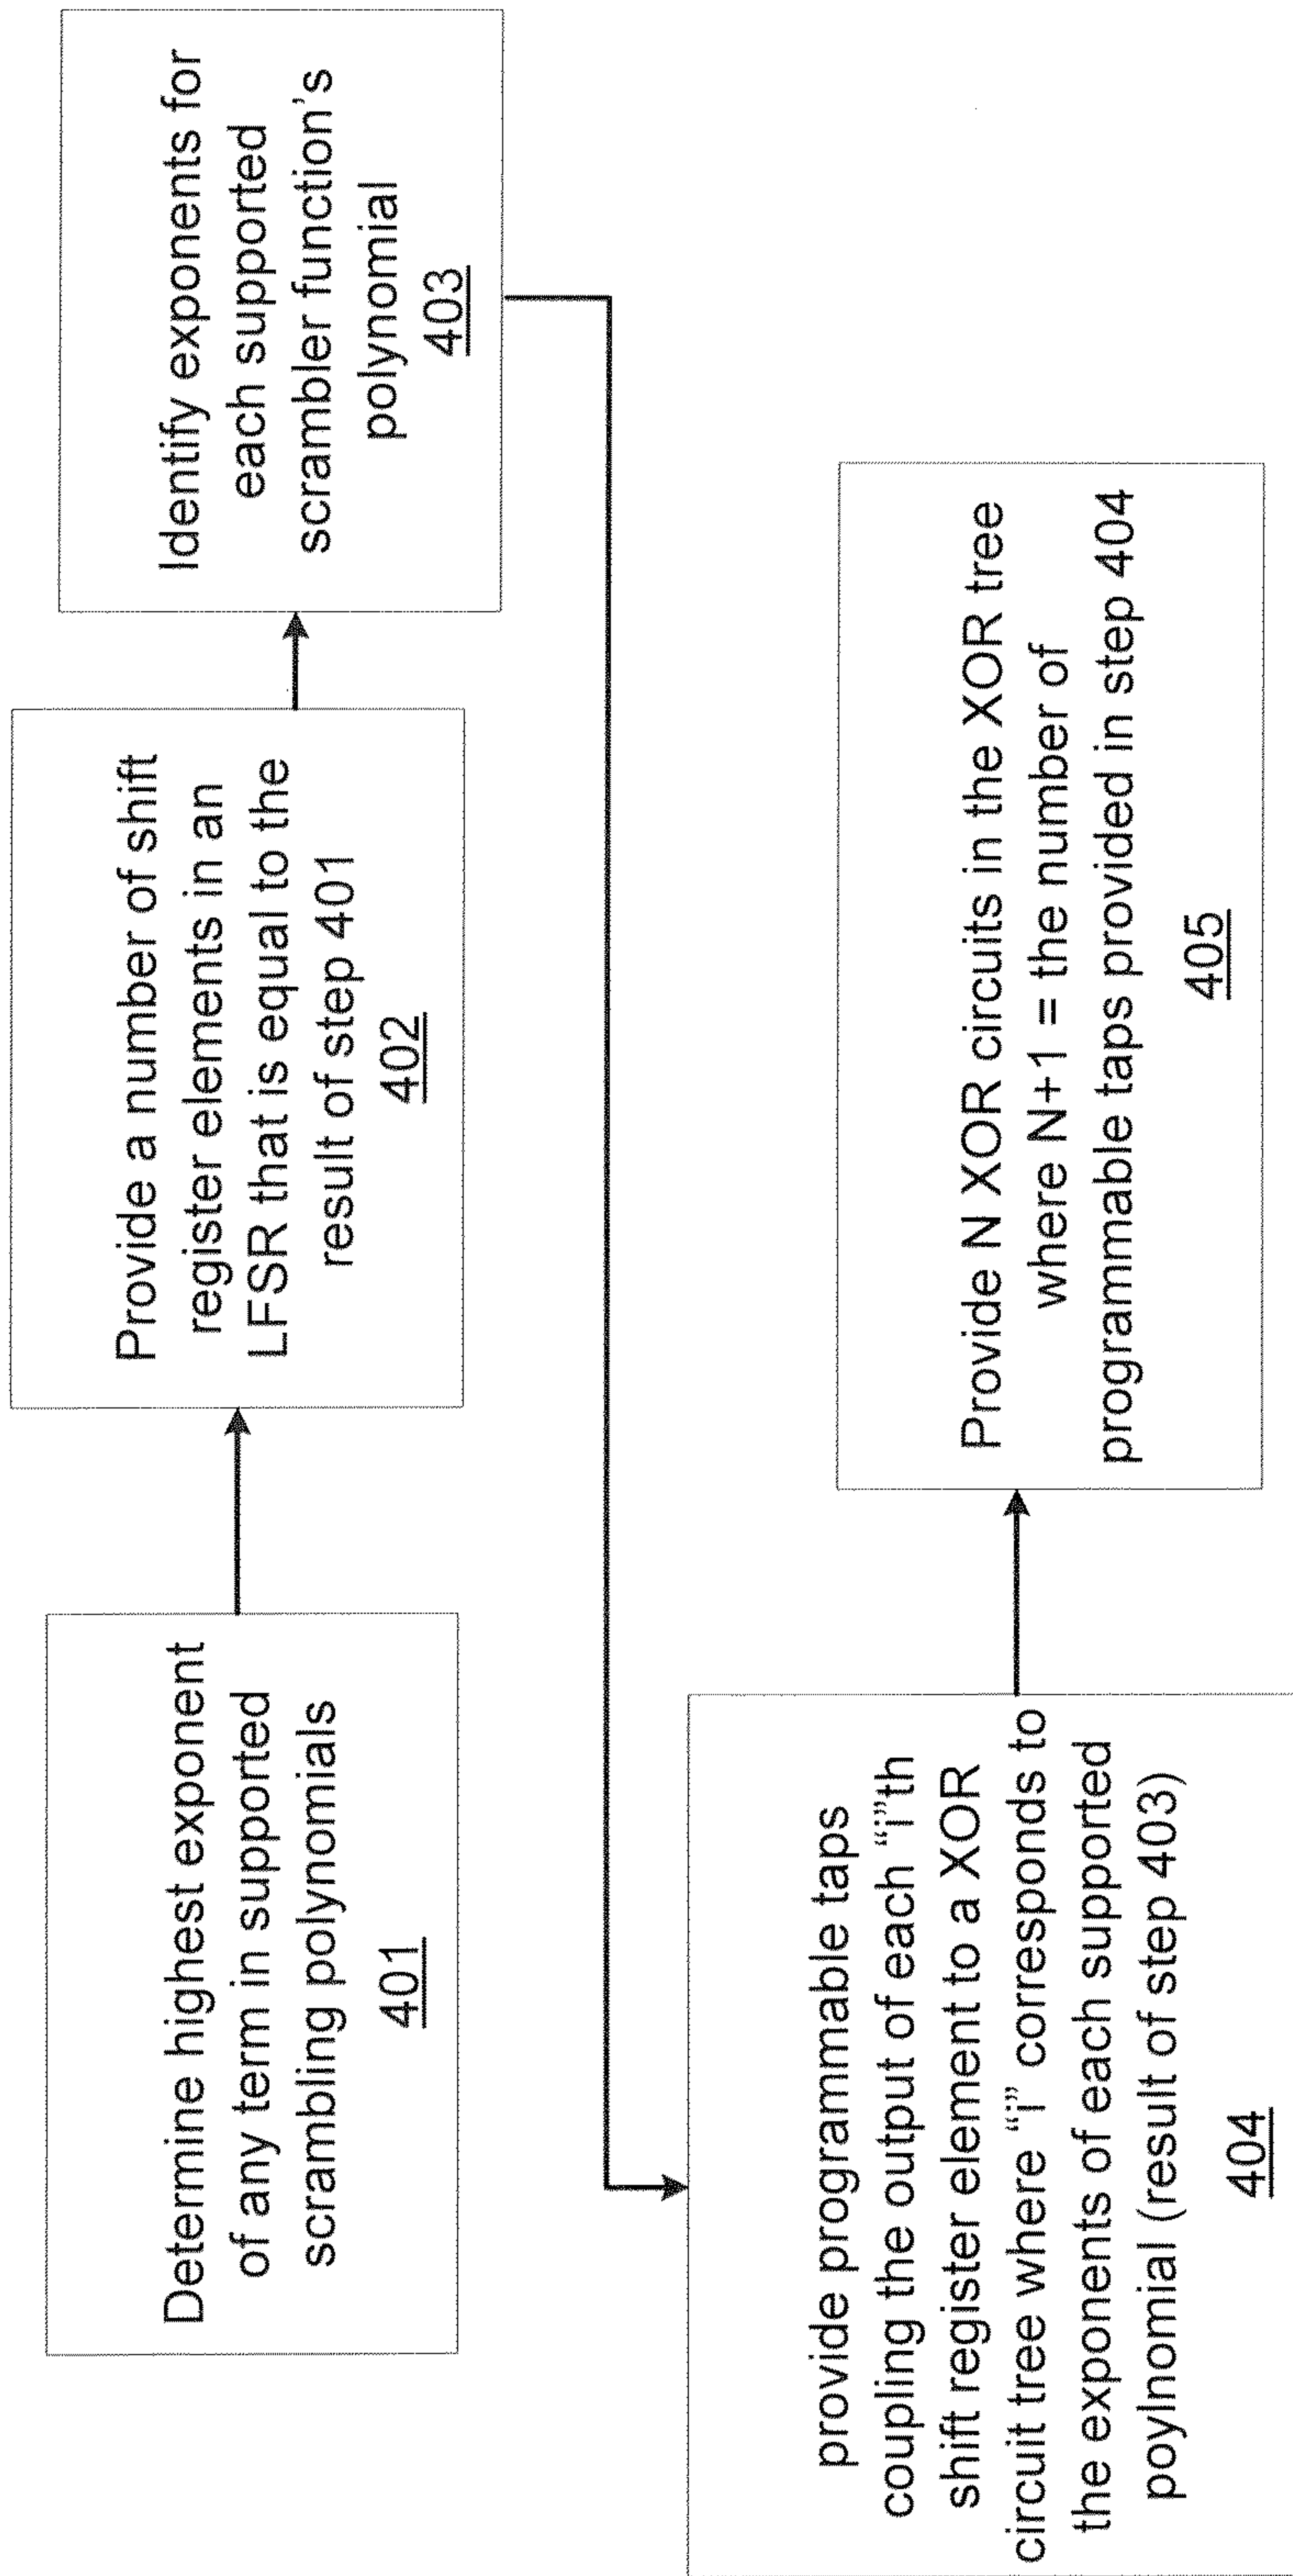 Determine highest exponent
of any term in supported
scrambling polynomials
401
Provide a number of shift
register elements in an
LFSR that is equal to the
result of step 401
402
Identify exponents for
each supported
scrambler function's
polynomial
403
provide programmable taps
coupling the output of each “i”th
shift register element to a XOR
circuit tree where “i” corresponds to
the exponents of each supported
poylnomial (result of step 403)
404
Provide N XOR circuits in the XOR tree
where N+1 = the number of
programmable taps provided in step 404
405